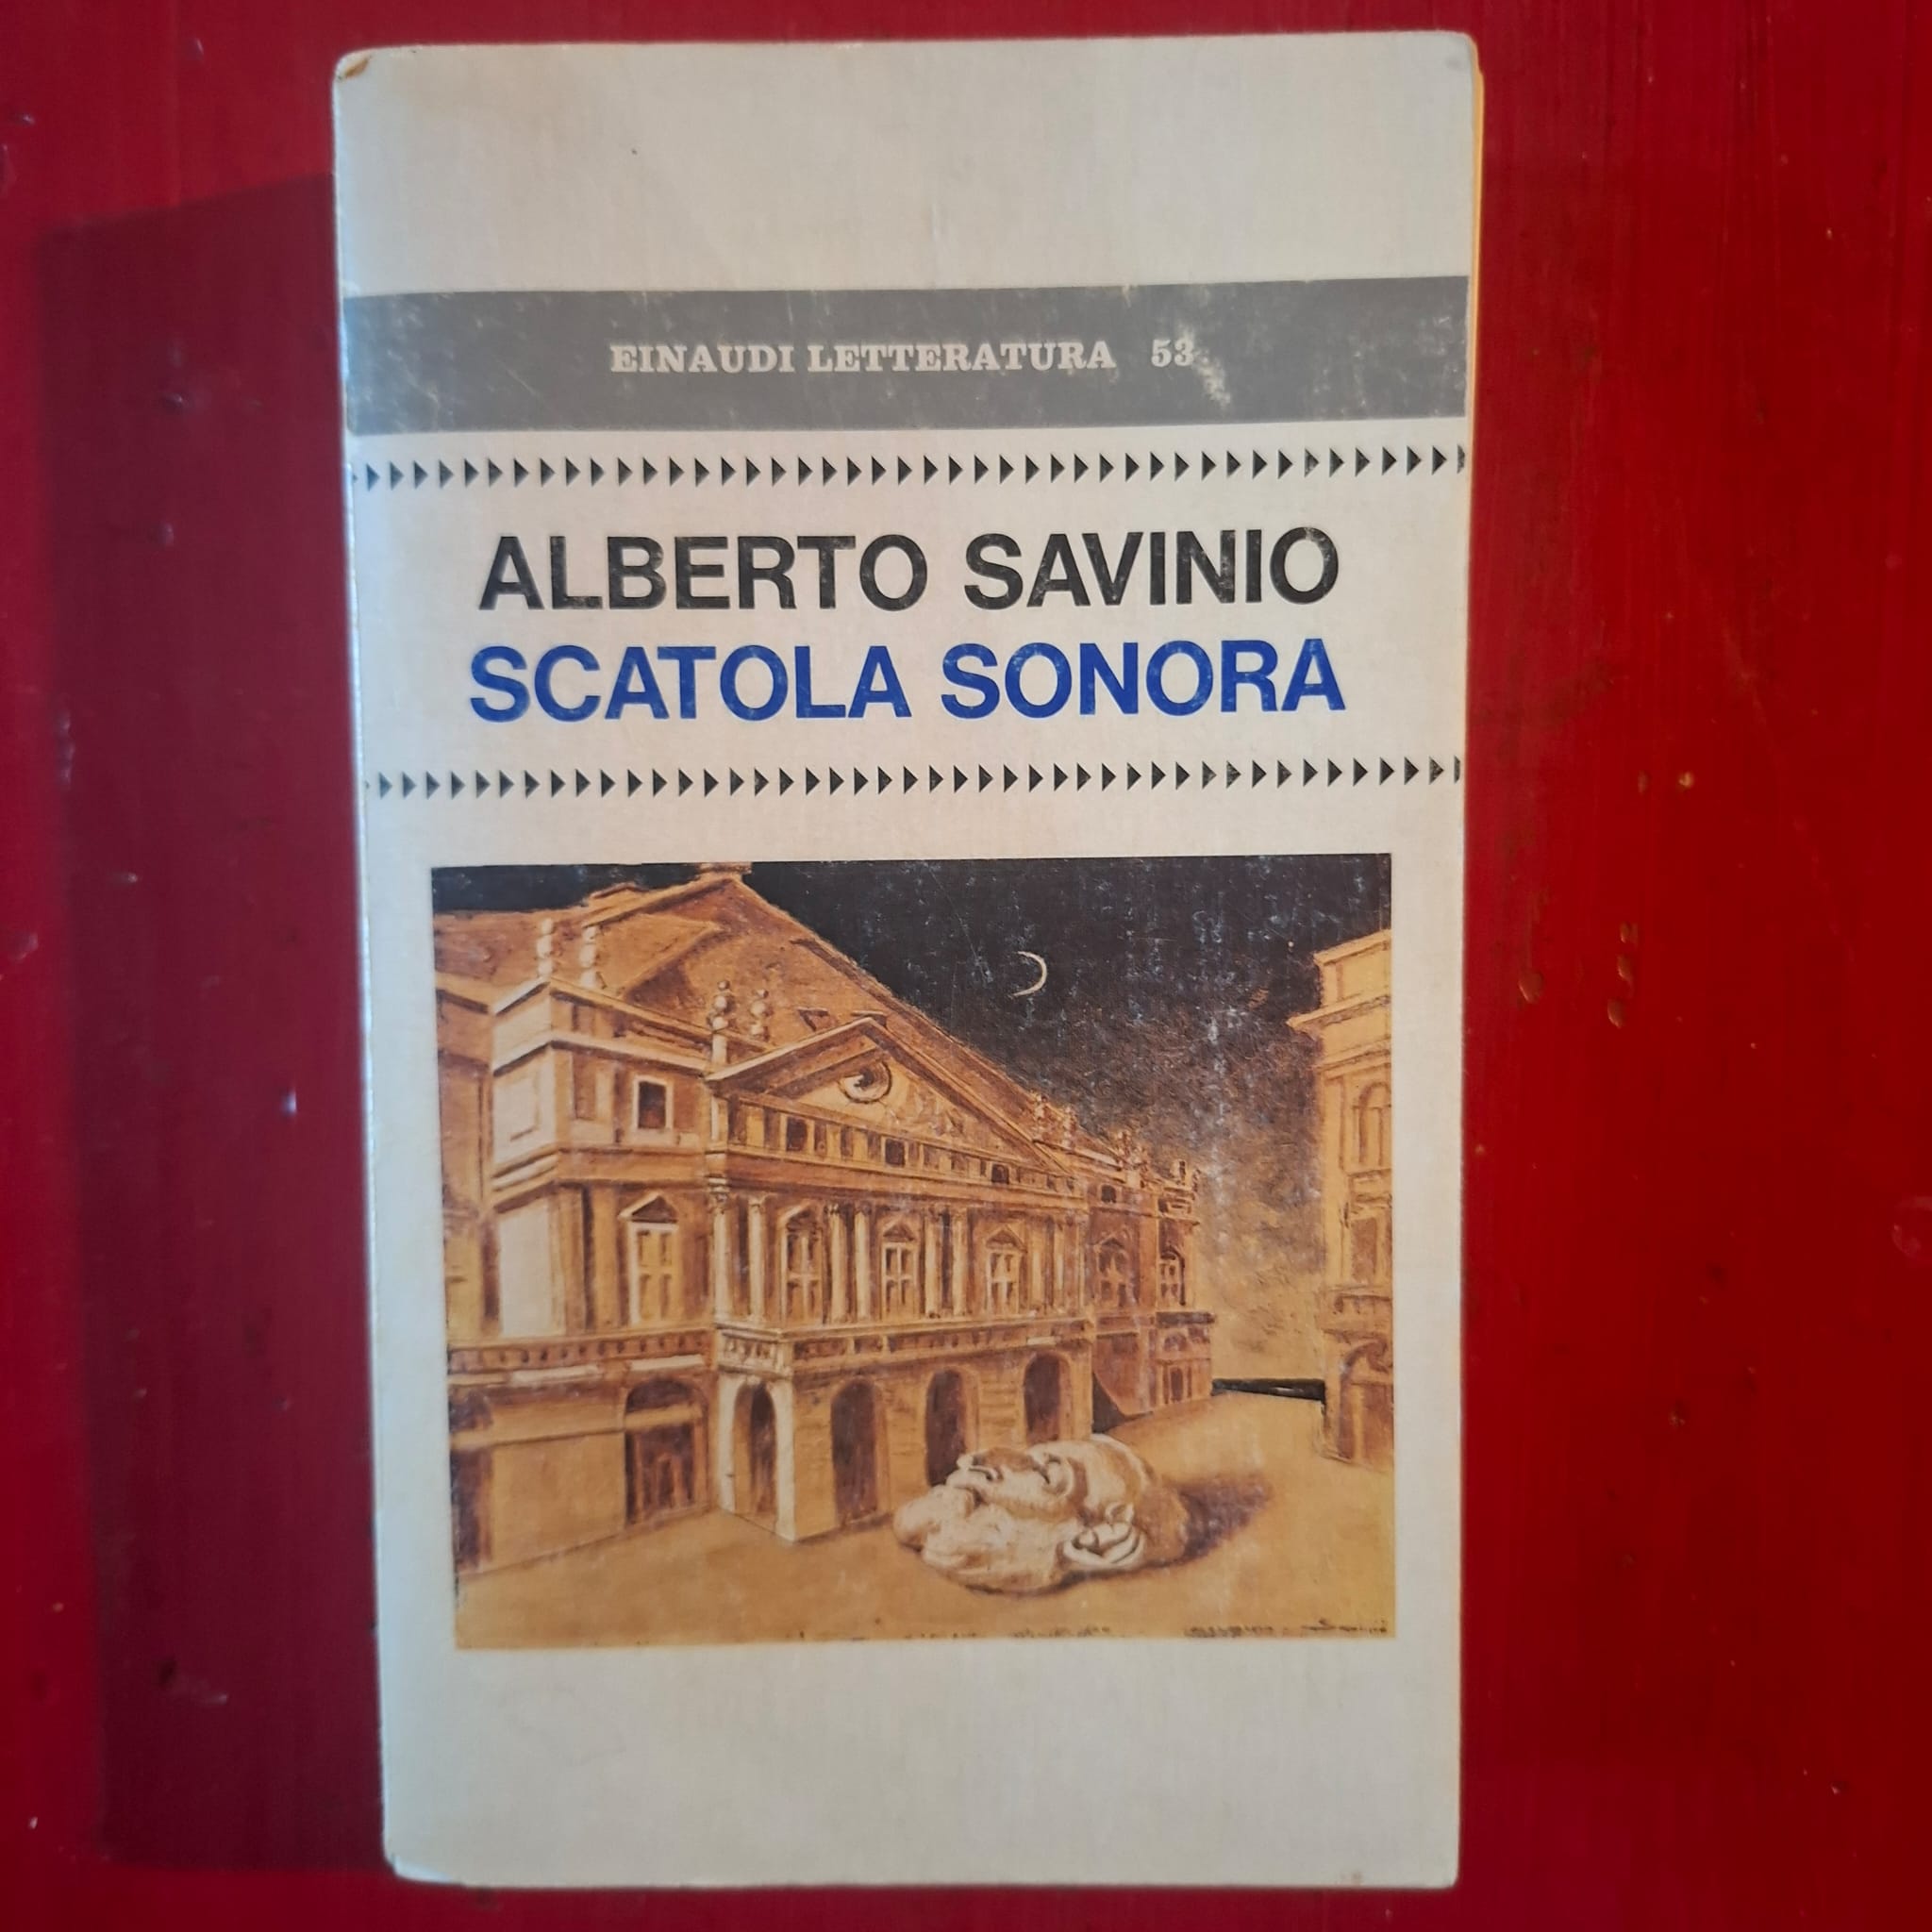 EINAUDI LETTERATURA 53
ALBERTO SAVINIO
SCATOLA SONORA